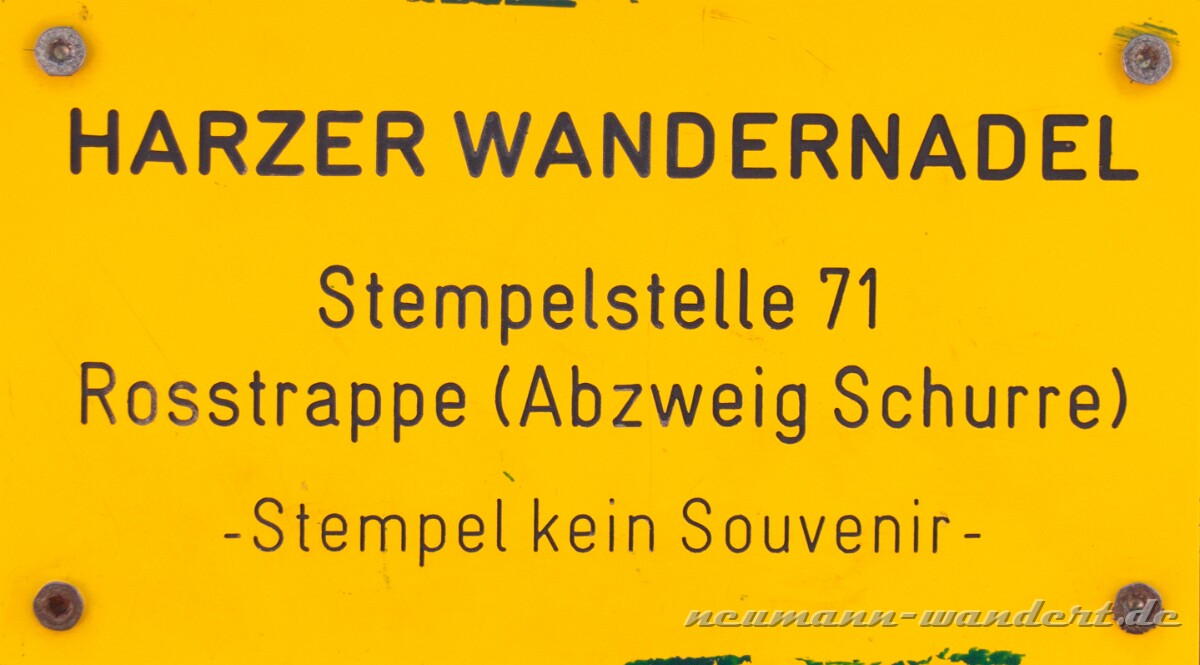 HARZER WANDERNADEL
Stempelstelle 71
Rosstrappe (Abzweig Schurre)
-Stempel kein Souvenir-
neumann-wandert.de